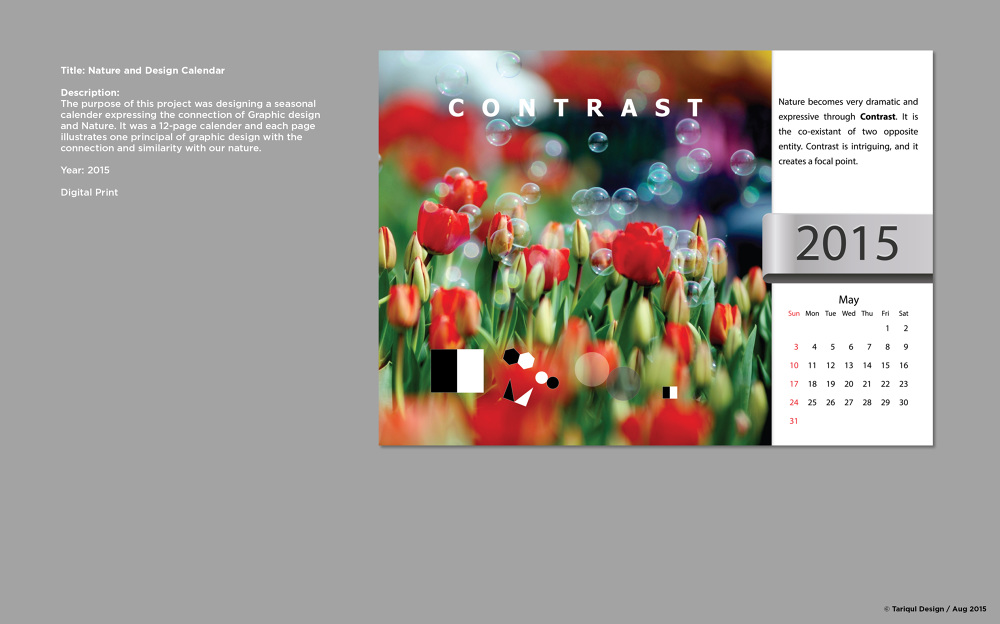 Title: Nature and Design Calendar
Description:
The purpose of this project was designing a seasonal
calender expressing the connection of Graphic design
and Nature. It was a 12-page calender and each page
illustrates one principal of graphic design with the
connection and similarity with our nature.
Year: 2015
Digital Print
CONTRAST
Nature becomes very dramatic and
expressive through Contrast. It is
the co-existant of two opposite
entity. Contrast is intriguing, and it
creates a focal point.
2015
May
Sun Mon Tue Wed Thu Fri Sat
1 2
3 4 5 6 7 8 9
10 11 12 13 14 15 16
17 18 19 20 21 22 23
24 25 26 27 28 29 30
31
© Tariqul Design / Aug 2015